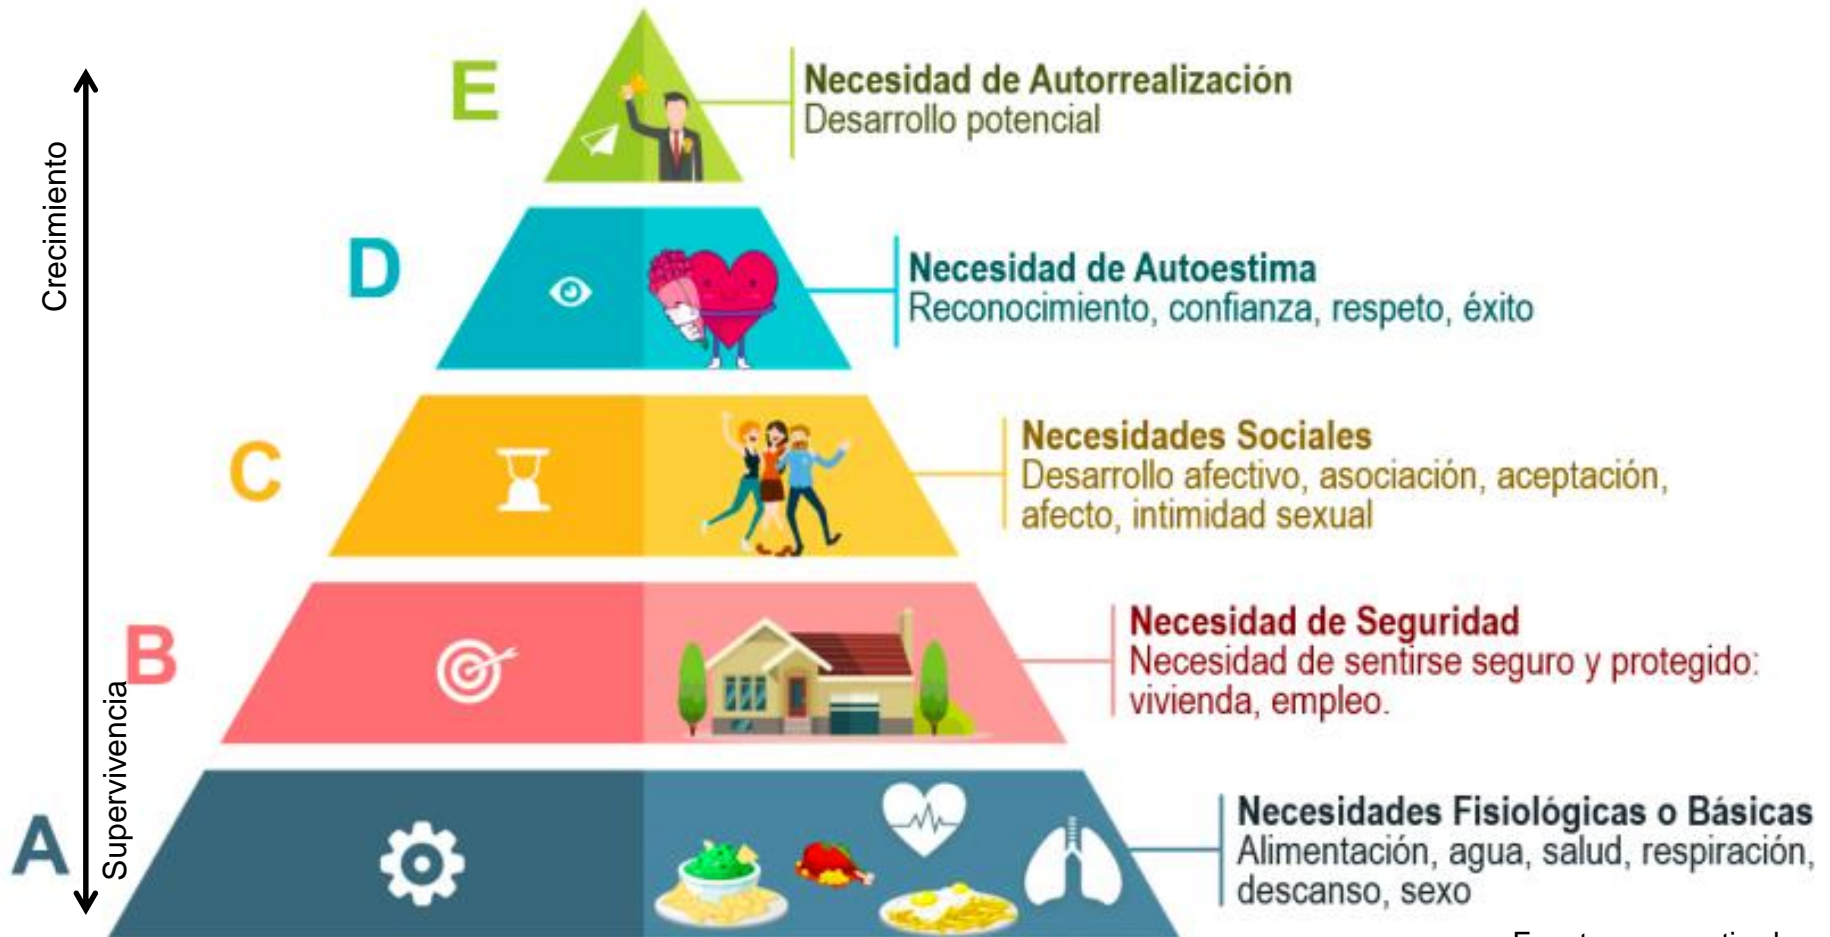 E
Necesidad de Autorrealización
Desarrollo potencial
Crecimiento
D
Necesidad de Autoestima
Reconocimiento, confianza, respeto, éxito
C
Necesidades Sociales
Desarrollo afectivo, asociación, aceptación,
afecto, intimidad sexual
B
Necesidad de Seguridad
Necesidad de sentirse seguro y protegido:
vivienda, empleo.
Supervivencia
A
Necesidades Fisiológicas o Básicas
Alimentación, agua, salud, respiración,
descanso, sexo